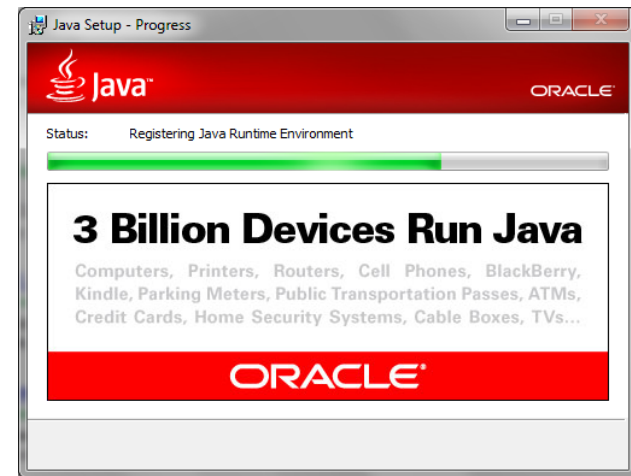 Java Setup - Progress
Java™
ORACLE®
Status: Registering Java Runtime Environment
3 Billion Devices Run Java
Computers, Printers, Routers, Cell Phones, BlackBerry,
Kindle, Parking Meters, Public Transportation Passes, ATMs,
Credit Cards, Home Security Systems, Cable Boxes, TVs...
ORACLE®